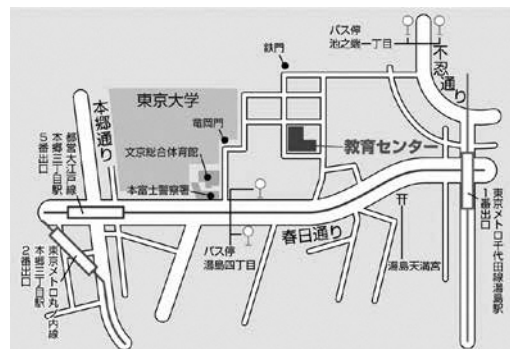 バス停
池之端一丁目
不忍通り
鉄門
東京大学
本郷通り
竜岡門
教育センター
文京総合体育館
本富士警察署
都営大江戸線
本郷三丁目駅
5番出口
東京メトロ丸ノ内線
本郷三丁目駅
2番出口
バス停
湯島四丁目
春日通り
湯島天満宮
東京メトロ千代田線湯島駅
1番出口